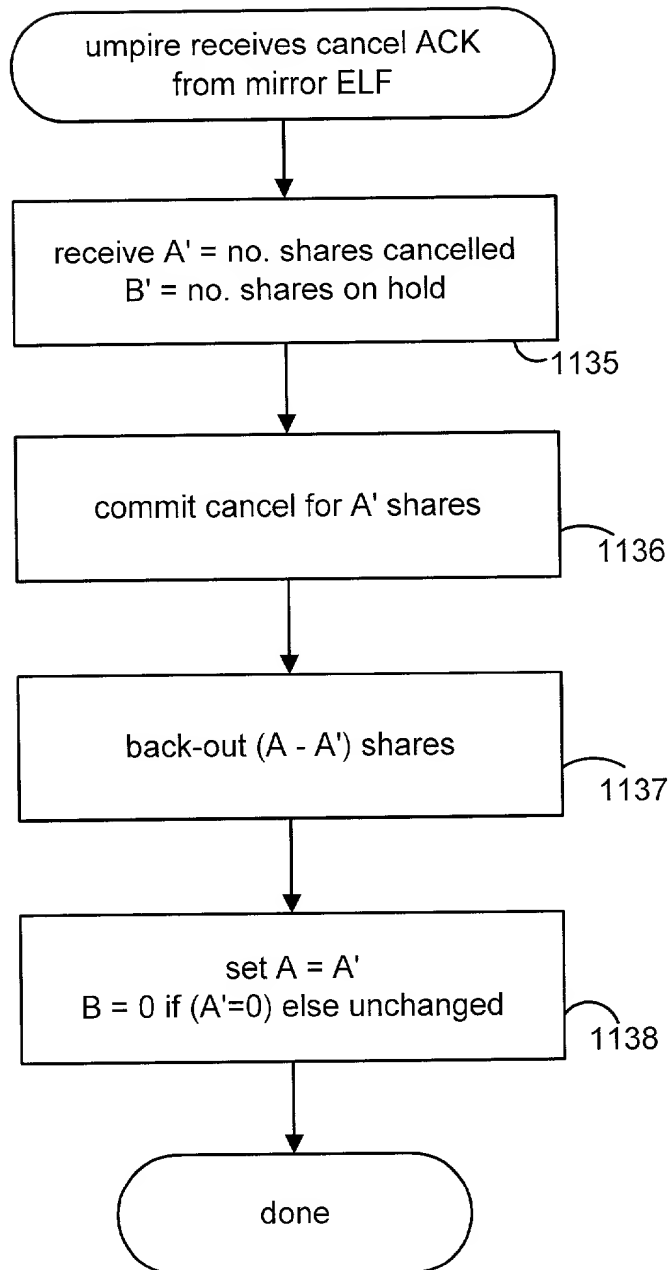 umpire receives cancel ACK
from mirror ELF
receive A' = no. shares cancelled
B' = no. shares on hold
1135
commit cancel for A' shares
1136
back-out (A - A') shares
1137
set A = A'
B = 0 if (A'=0) else unchanged
1138
done